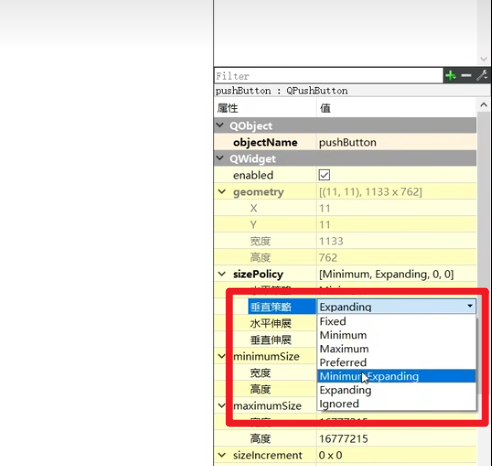 Filter
pushButton : QPushButton
属性 值
QObject
objectName pushButton
QWidget
enabled
geometry [(11, 11), 1133 x 762]
X 11
Y 11
宽度 1133
高度 762
sizePolicy [Minimum, Expanding, 0, 0]
垂直策略 Expanding
水平伸展 Fixed
Minimum
垂直伸展 Maximum
minimumSize Preferred
宽度 Minimum Expanding
高度 Expanding
maximumSize Ignored
宽度 16777215
高度 16777215
sizeIncrement 0 x 0